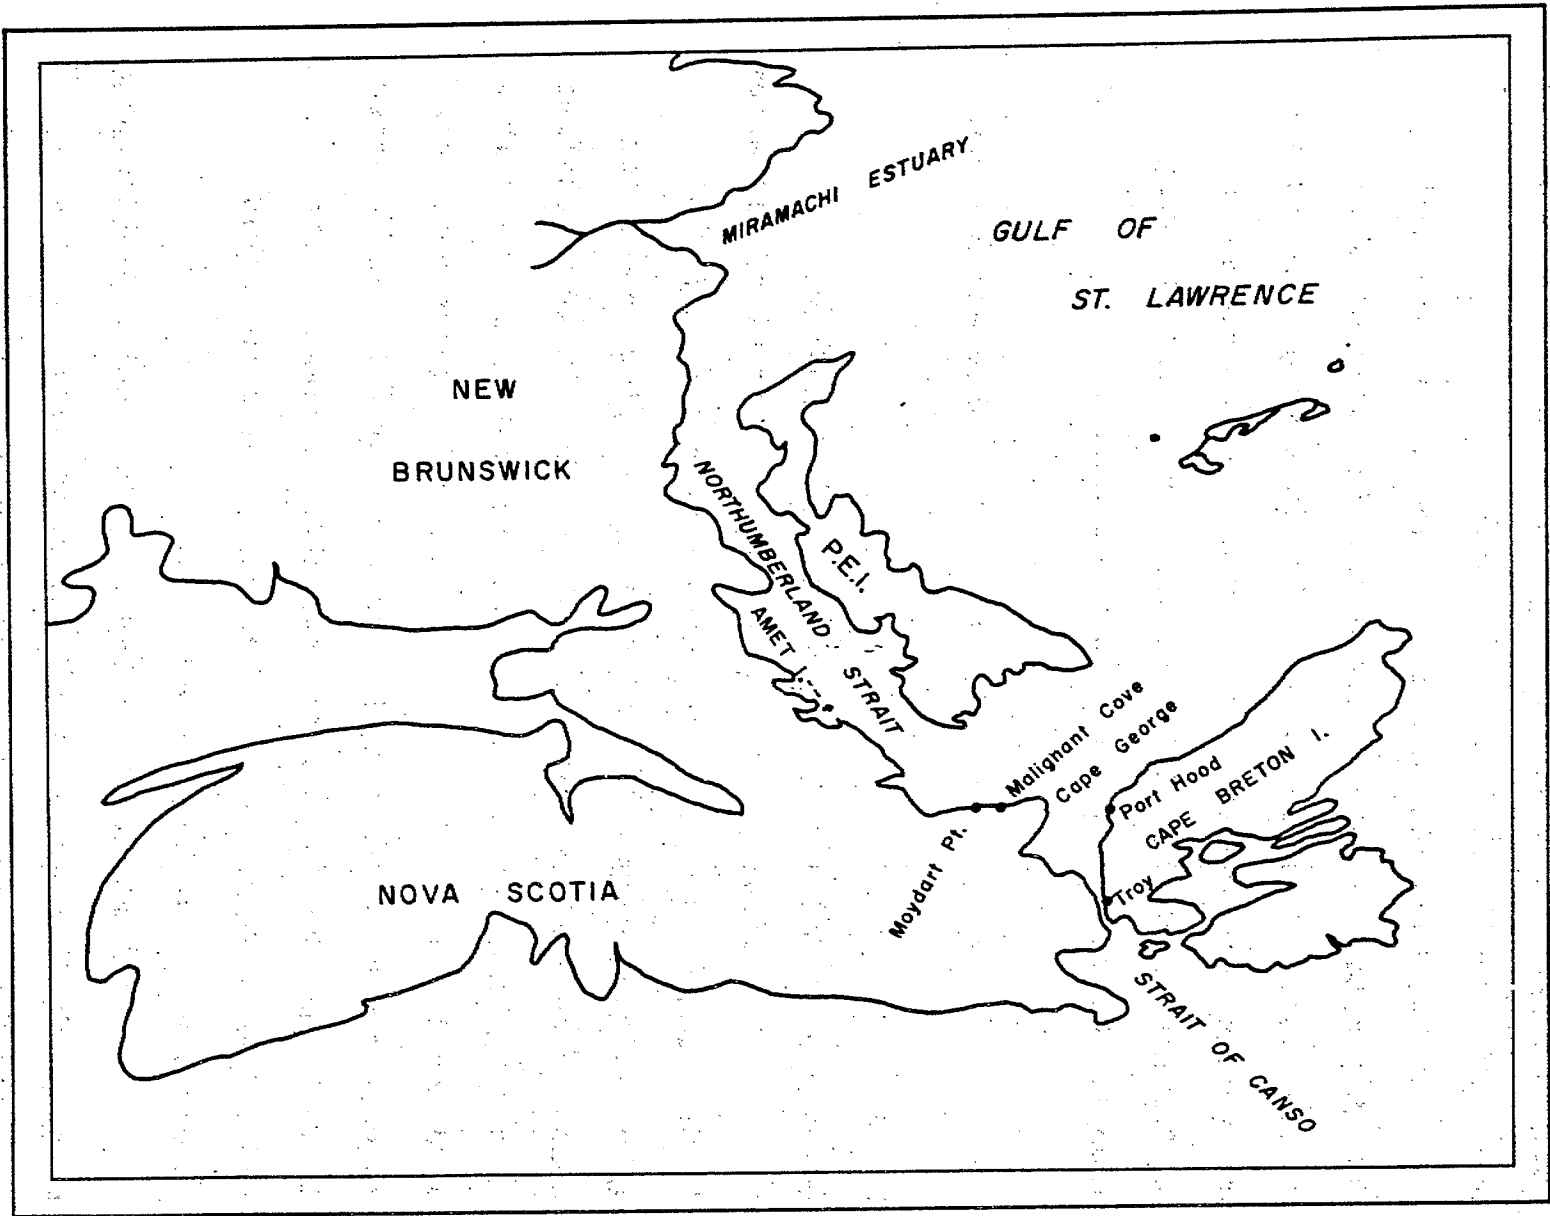 MIRAMACHI ESTUARY
GULF OF
ST. LAWRENCE
NEW
BRUNSWICK
NORTHUMBERLAND STRAIT
P.E.I.
AMET I.
Malignant Cove
Cape George
Port Hood
CAPE BRETON I.
Moydart Pt.
Troy
NOVA SCOTIA
STRAIT OF CANSO